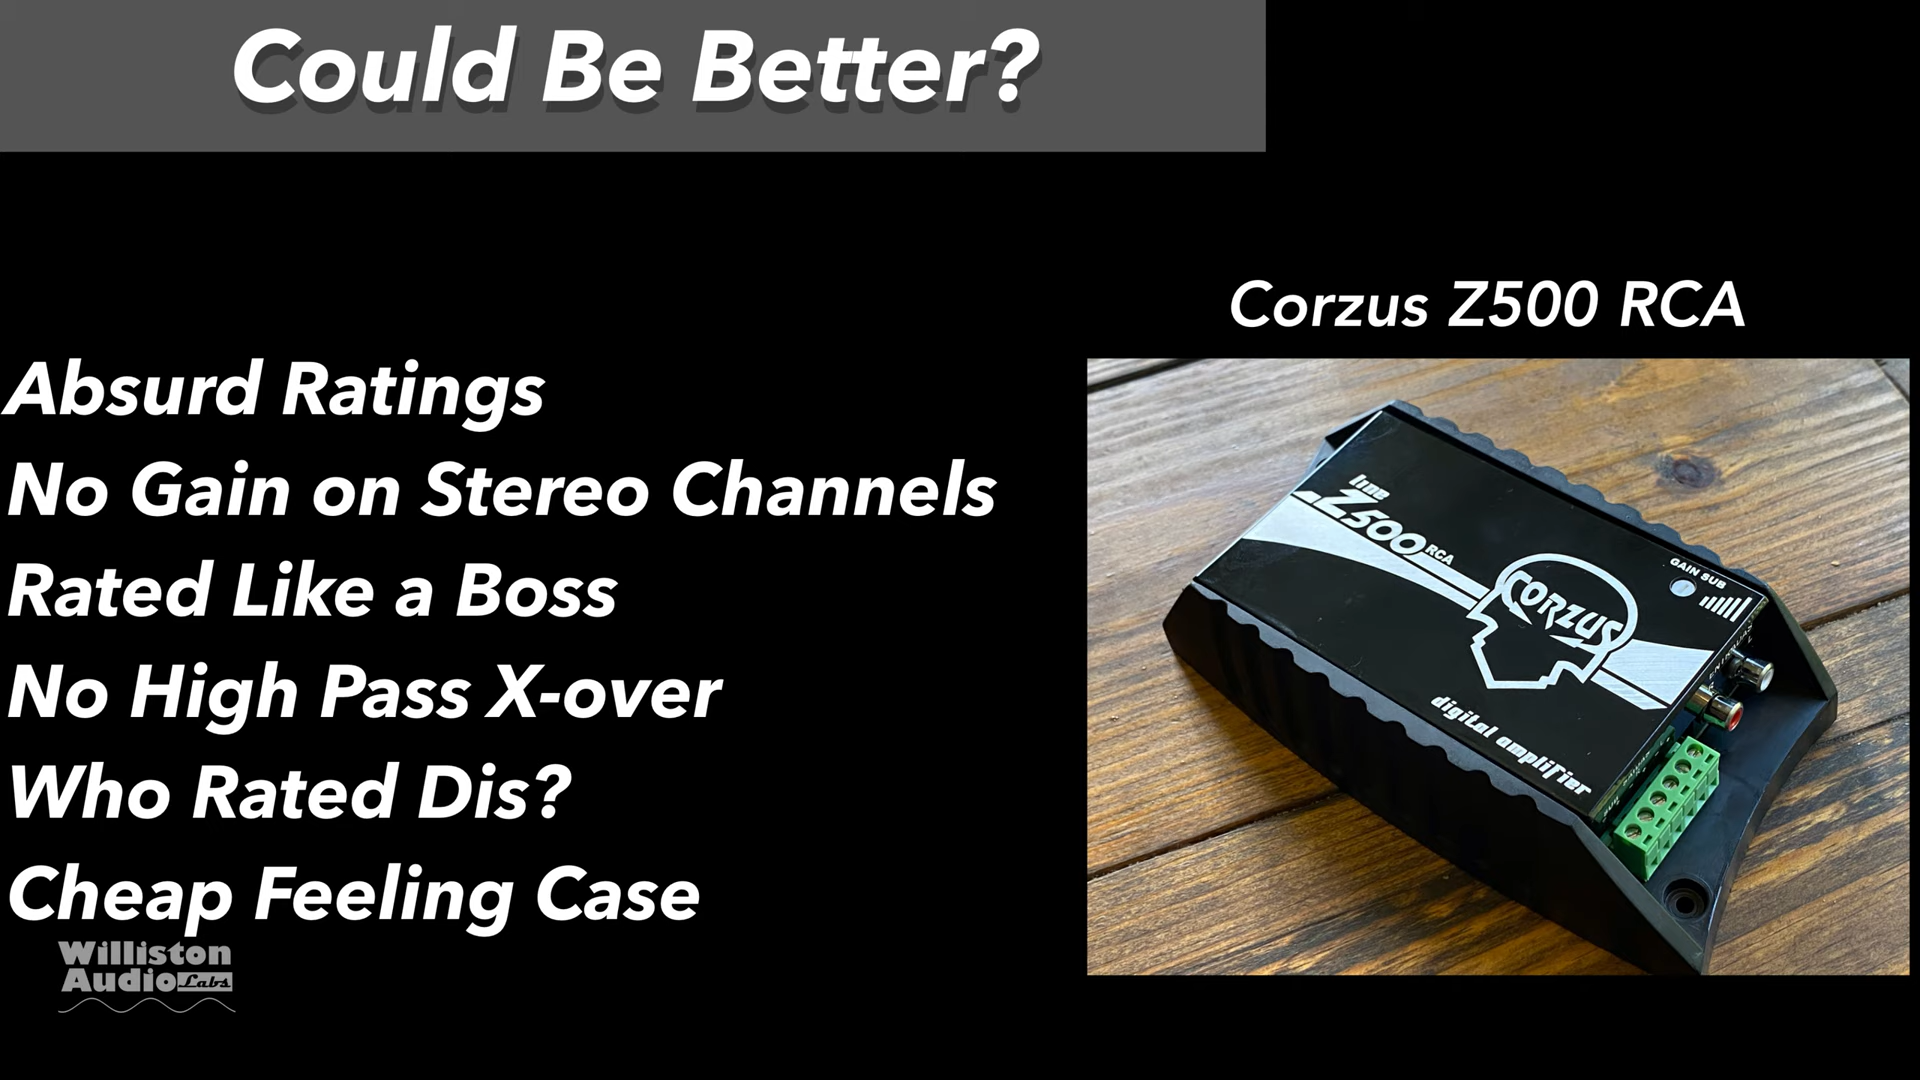 Could Be Better?
Corzus Z500 RCA
Absurd Ratings
No Gain on Stereo Channels
Rated Like a Boss
No High Pass X-over
Who Rated Dis?
Cheap Feeling Case
line
Z500 RCA
GAIN SUB
CORZUS
digital amplifier
Williston
Audio Labs